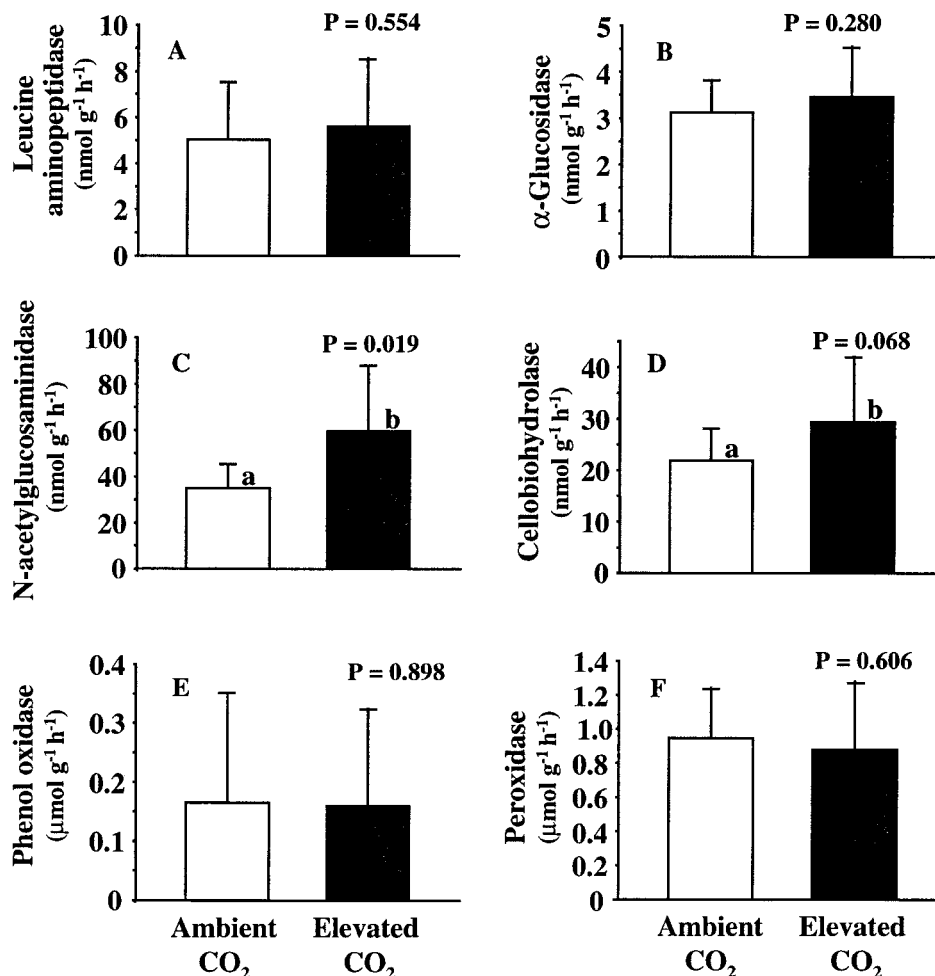 Leucine
aminopeptidase
(nmol g⁻¹ h⁻¹)
10
8
6
4
2
0
A
P = 0.554
α-Glucosidase
(nmol g⁻¹ h⁻¹)
5
4
3
2
1
0
B
P = 0.280
N-acetylglucosaminidase
(nmol g⁻¹ h⁻¹)
100
80
60
40
20
0
C
P = 0.019
a
b
Cellobiohydrolase
(nmol g⁻¹ h⁻¹)
40
30
20
10
0
D
P = 0.068
a
b
Phenol oxidase
(μmol g⁻¹ h⁻¹)
0.4
0.3
0.2
0.1
0
E
P = 0.898
Ambient
CO₂
Elevated
CO₂
Peroxidase
(μmol g⁻¹ h⁻¹)
1.4
1.2
1.0
0.8
0.6
0.4
0.2
0
F
P = 0.606
Ambient
CO₂
Elevated
CO₂